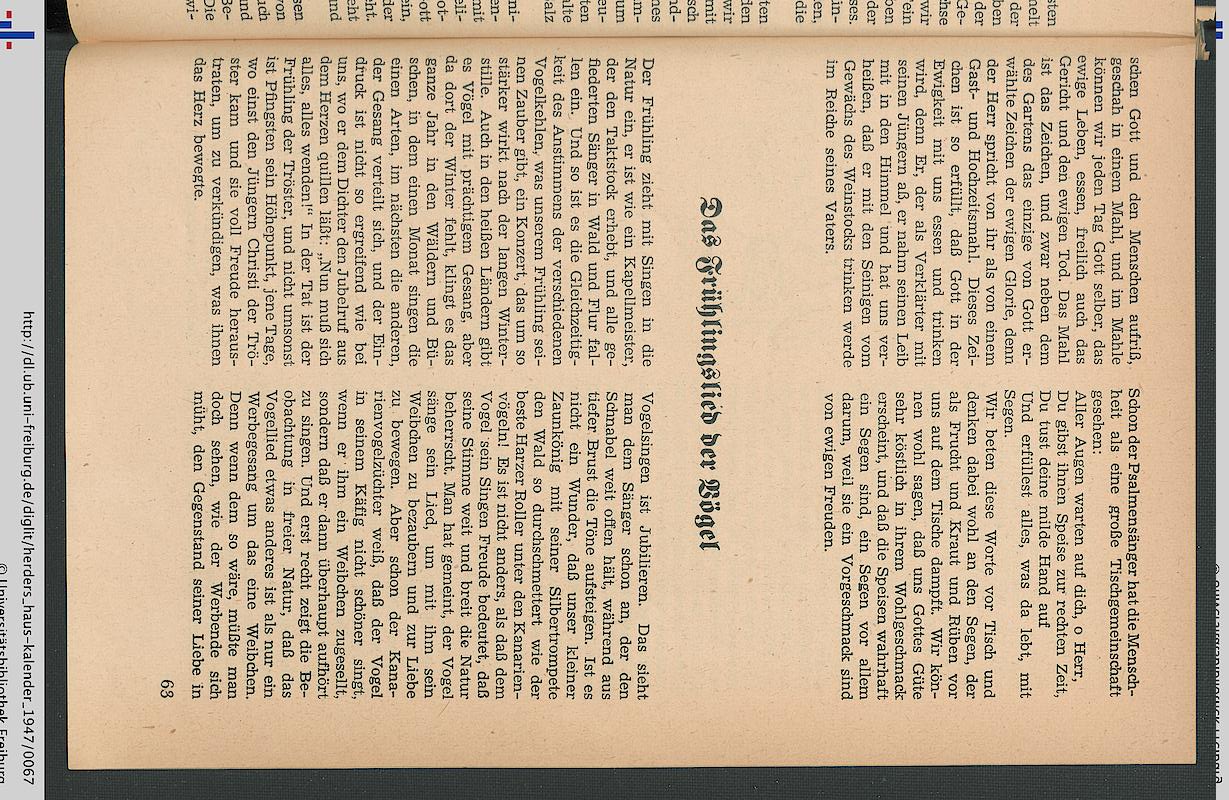 schen Gott und den Menschen aufriß,
geschah in einem Mahl, und im Mahle
können wir jeden Tag Gott selber, das
ewige Leben, essen, freilich auch das
Gericht und den ewigen Tod. Das Mahl
ist das Zeichen, und zwar neben dem
des Gartens das einzige von Gott er-
wählte Zeichen der ewigen Glorie, denn
der Herr spricht von ihr als von einem
Gast- und Hochzeitsmahl. Dieses Zei-
chen ist so erfüllt, daß Gott in der
Ewigkeit mit uns essen und trinken
wird, denn Er, der als Verklärter mit
seinen Jüngern aß, er nahm seinen Leib
mit in den Himmel und hat uns ver-
heißen, daß er mit den Seinigen vom
Gewächs des Weinstocks trinken werde
im Reiche seines Vaters.
Schon der Psalmensänger hat die Mensch-
heit als eine große Tischgemeinschaft
gesehen:
Aller Augen warten auf dich, o Herr,
Du gibst ihnen Speise zur rechten Zeit,
Du tust deine milde Hand auf
Und erfüllest alles, was da lebt, mit
Segen.
Wir beten diese Worte vor Tisch und
denken dabei wohl an den Segen, der
als Frucht und Kraut und Rüben vor
uns auf dem Tische dampft. Wir kön-
nen wohl sagen, daß uns Gottes Güte
sehr köstlich in ihrem Wohlgeschmack
erscheint, und daß die Speisen wahrhaft
ein Segen sind, ein Segen vor allem
darum, weil sie ein Vorgeschmack sind
von ewigen Freuden.
Das Frühlingslied der Vögel
Der Frühling zieht mit Singen in die
Natur ein, er ist wie ein Kapellmeister,
der den Taktstock erhebt, und alle ge-
fiederten Sänger in Wald und Flur fal-
len ein. Und so ist es die Gleichzeitig-
keit des Anstimmens der verschiedenen
Vogelkehlen, was unserem Frühling sei-
nen Zauber gibt, ein Konzert, das um so
stärker wirkt nach der langen Winter-
stille. Auch in den heißen Ländern gibt
es Vögel mit prächtigem Gesang, aber
da dort der Winter fehlt, klingt es das
ganze Jahr in den Wäldern und Bü-
schen, in dem einen Monat singen die
einen Arten, im nächsten die anderen,
der Gesang verteilt sich, und der Ein-
druck ist nicht so ergreifend wie bei
uns, wo er dem Dichter den Jubelruf aus
dem Herzen quillen läßt: „Nun muß sich
alles, alles wenden!“ In der Tat ist der
Frühling der Tröster, und nicht umsonst
ist Pfingsten sein Höhepunkt, jene Tage,
wo einst den Jüngern Christi der Trö-
ster kam und sie voll Freude heraus-
traten, um zu verkündigen, was ihnen
das Herz bewegte.
Vogelsingen ist Jubilieren. Das sieht
man dem Sänger schon an, der den
Schnabel weit offen hält, während aus
tiefer Brust die Töne aufsteigen. Ist es
nicht ein Wunder, daß unser kleiner
Zaunkönig mit seiner Silbertrompete
den Wald so durchschmettert wie der
beste Harzer Roller unter den Kanarien-
vögeln! Es ist nicht anders, als daß dem
Vogel sein Singen Freude bedeutet, daß
seine Stimme weit und breit die Natur
beherrscht. Man hat gemeint, der Vogel
sänge sein Lied, um mit ihm sein
Weibchen zu bezaubern und zur Liebe
zu bewegen. Aber schon der Kana-
rienvogelzüchter weiß, daß der Vogel
in seinem Käfig nicht schöner singt,
wenn er ihm ein Weibchen zugesellt,
sondern daß er dann überhaupt aufhört
zu singen. Und erst recht zeigt die Be-
obachtung in freier Natur, daß das
Vogellied etwas anderes ist als nur ein
Werbegesang um das eine Weibchen.
Denn wenn dem so wäre, müßte man
doch sehen, wie der Werbende sich
müht, den Gegenstand seiner Liebe in
63
http://dl.ub.uni-freiburg.de/diglit/herders_haus-kalender_1947/0067
© Universitätsbibliothek Freiburg